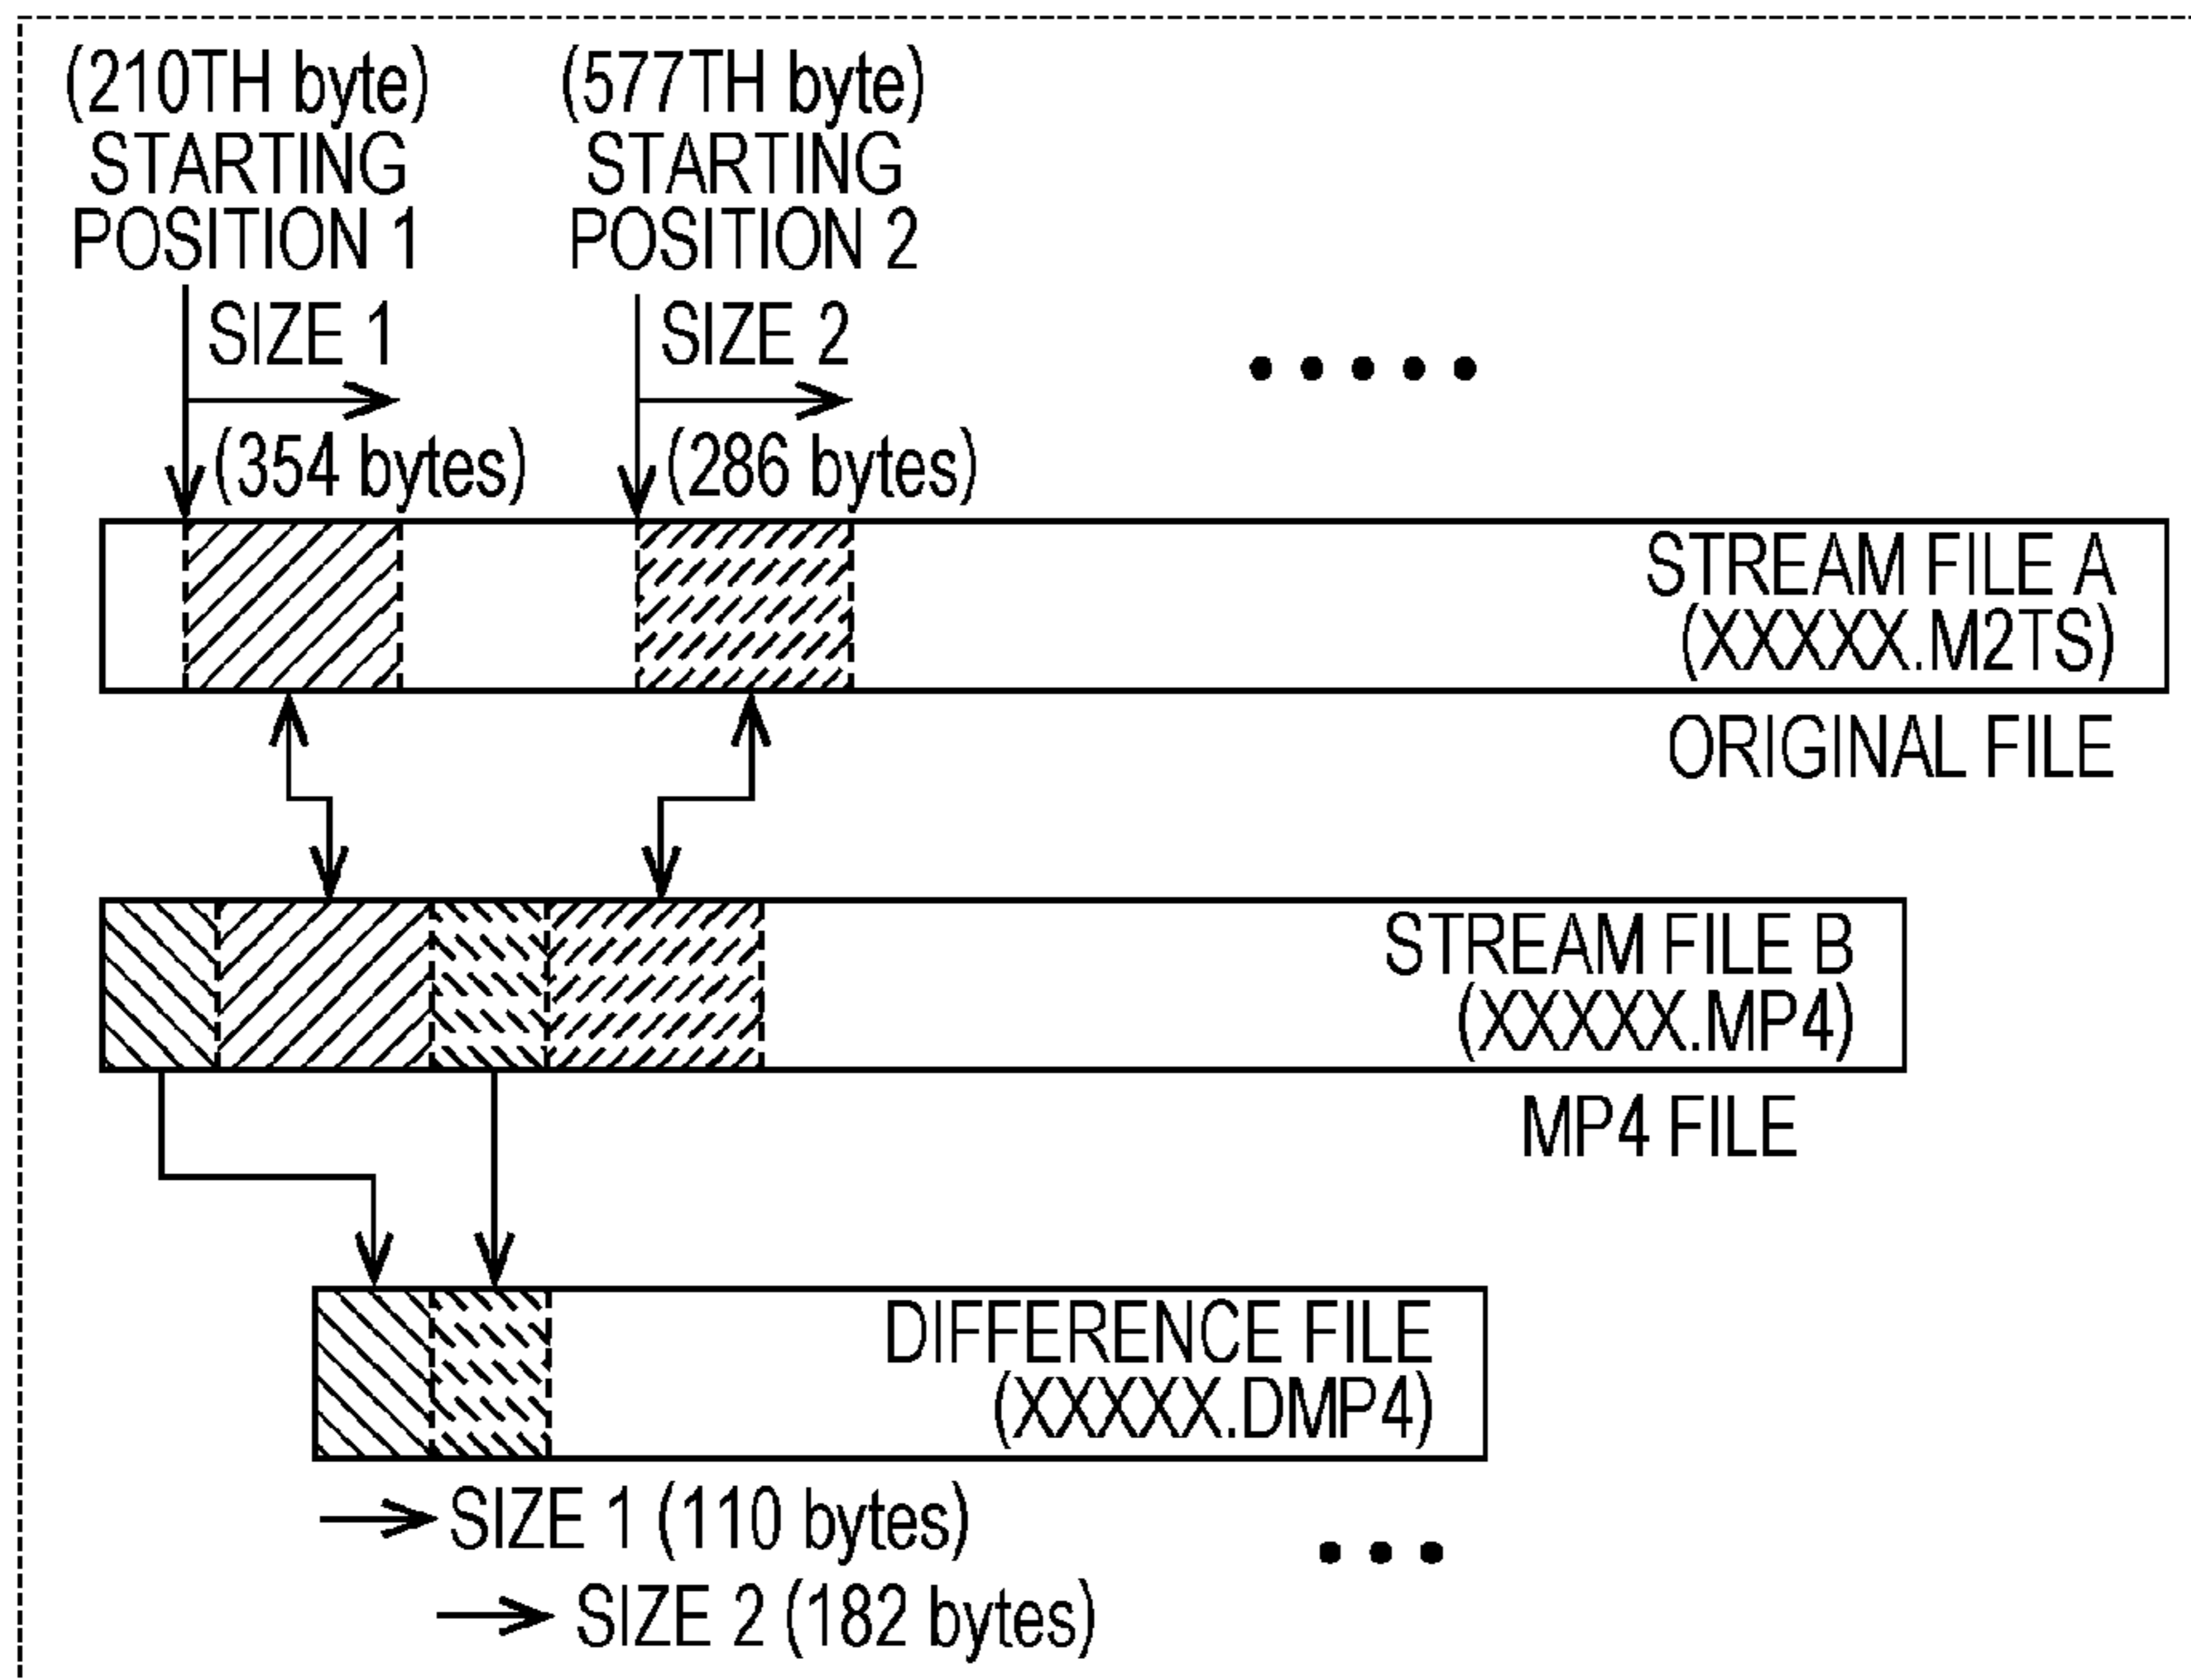 (210TH byte)
STARTING
POSITION 1
(577TH byte)
STARTING
POSITION 2
SIZE 1
(354 bytes)
SIZE 2
(286 bytes)
STREAM FILE A
(XXXXX.M2TS)
ORIGINAL FILE
STREAM FILE B
(XXXXX.MP4)
MP4 FILE
DIFFERENCE FILE
(XXXXX.DMP4)
SIZE 1 (110 bytes)
SIZE 2 (182 bytes)